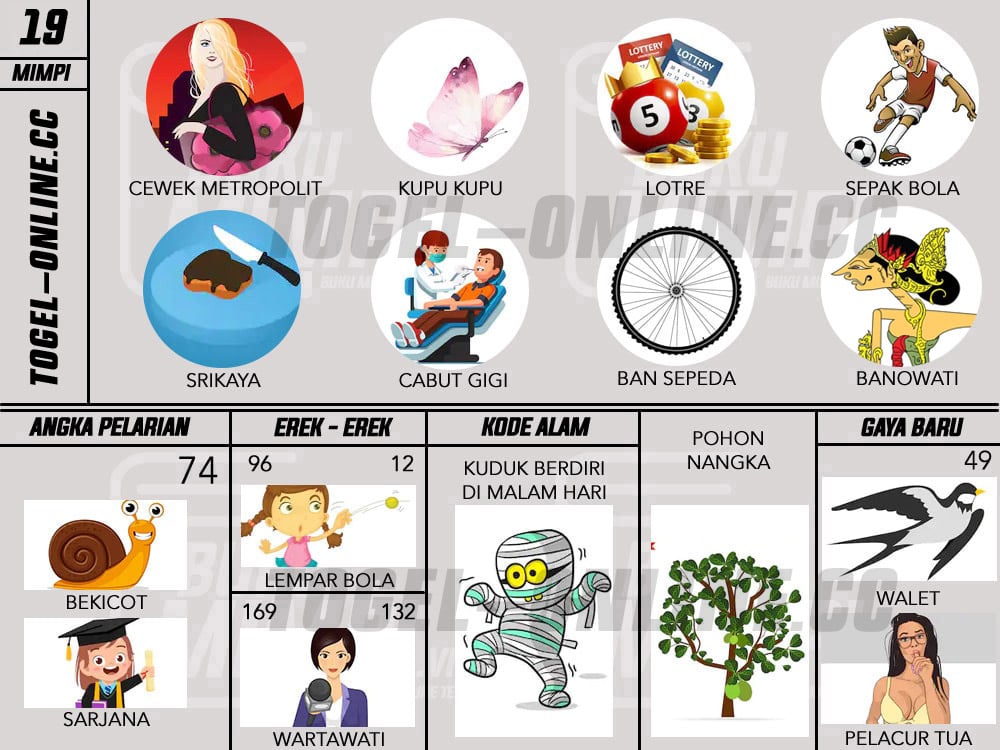 19
MIMPI
TOGEL-ONLINE.CC
LOTTERY
LOTTERY
5
3
CEWEK METROPOLIT
KUPU KUPU
LOTRE
SEPAK BOLA
TOGEL-ONLINE.CC
SRIKAYA
CABUT GIGI
BAN SEPEDA
BANOWATI
ANGKA PELARIAN
74
BEKICOT
SARJANA
EREK - EREK
96
12
LEMPAR BOLA
169
132
WARTAWATI
KODE ALAM
KUDUK BERDIRI
DI MALAM HARI
POHON
NANGKA
GAYA BARU
49
WALET
PELACUR TUA
TOGEL-ONLINE.CC